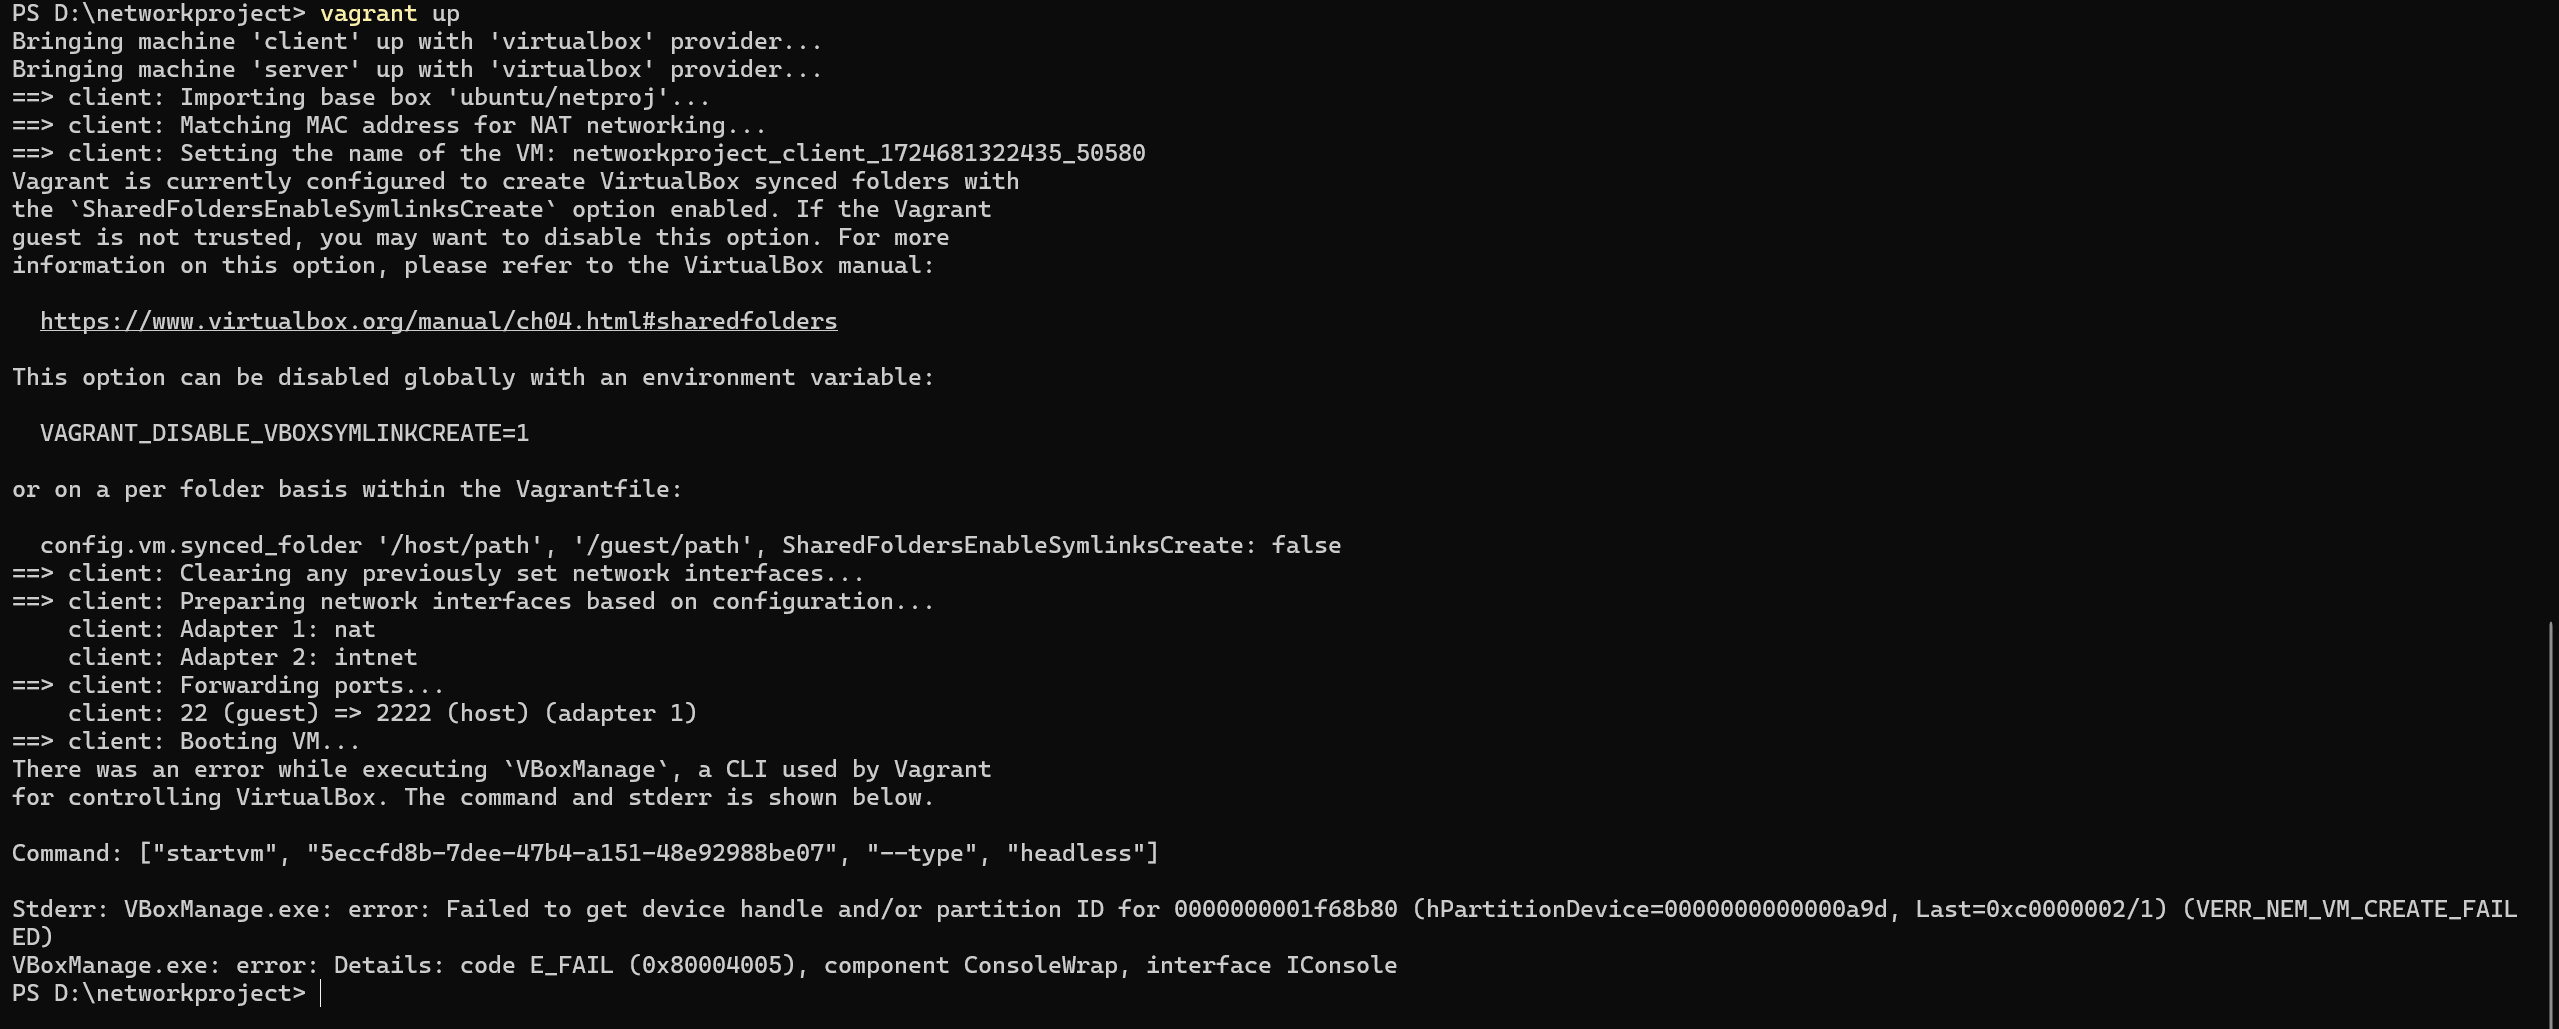 PS D:\networkproject> vagrant up
Bringing machine 'client' up with 'virtualbox' provider...
Bringing machine 'server' up with 'virtualbox' provider...
==> client: Importing base box 'ubuntu/netproj'...
==> client: Matching MAC address for NAT networking...
==> client: Setting the name of the VM: networkproject_client_1724681322435_50580
Vagrant is currently configured to create VirtualBox synced folders with
the `SharedFoldersEnableSymlinksCreate` option enabled. If the Vagrant
guest is not trusted, you may want to disable this option. For more
information on this option, please refer to the VirtualBox manual:

  https://www.virtualbox.org/manual/ch04.html#sharedfolders

This option can be disabled globally with an environment variable:

  VAGRANT_DISABLE_VBOXSYMLINKCREATE=1

or on a per folder basis within the Vagrantfile:

  config.vm.synced_folder '/host/path', '/guest/path', SharedFoldersEnableSymlinksCreate: false
==> client: Clearing any previously set network interfaces...
==> client: Preparing network interfaces based on configuration...
    client: Adapter 1: nat
    client: Adapter 2: intnet
==> client: Forwarding ports...
    client: 22 (guest) => 2222 (host) (adapter 1)
==> client: Booting VM...
There was an error while executing `VBoxManage`, a CLI used by Vagrant
for controlling VirtualBox. The command and stderr is shown below.

Command: ["startvm", "5eccfd8b-7dee-47b4-a151-48e92988be07", "--type", "headless"]

Stderr: VBoxManage.exe: error: Failed to get device handle and/or partition ID for 0000000001f68b80 (hPartitionDevice=0000000000000a9d, Last=0xc0000002/1) (VERR_NEM_VM_CREATE_FAIL
ED)
VBoxManage.exe: error: Details: code E_FAIL (0x80004005), component ConsoleWrap, interface IConsole
PS D:\networkproject>